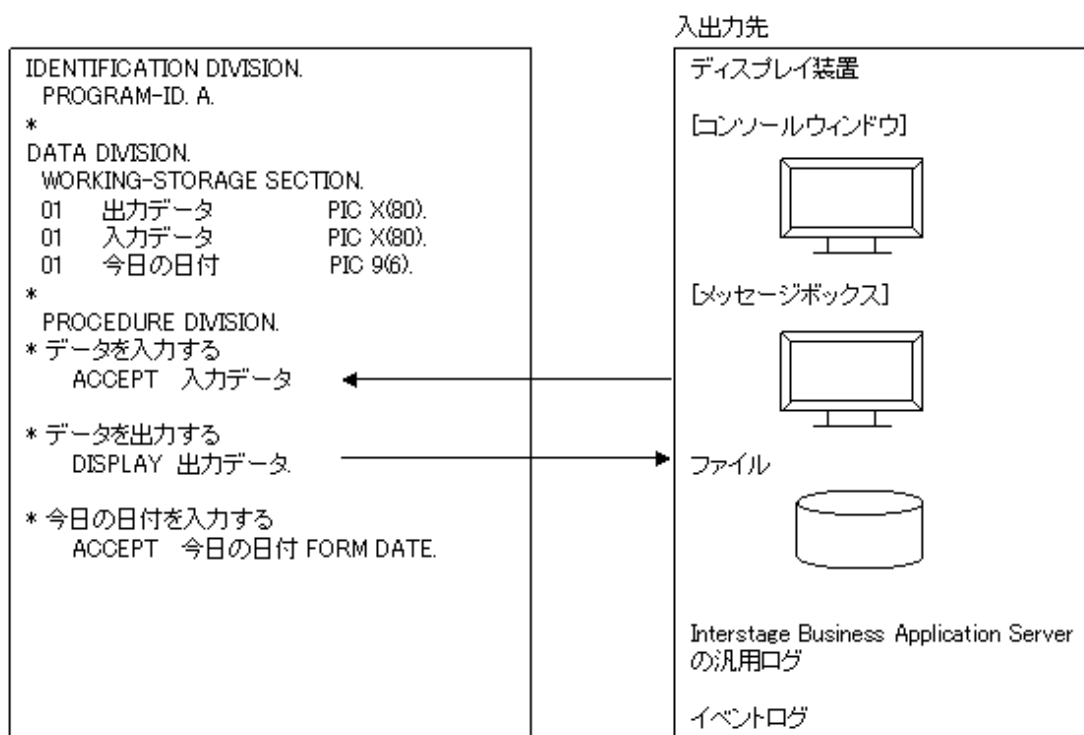 入出力先
IDENTIFICATION DIVISION.
PROGRAM-ID. A.
*
DATA DIVISION.
WORKING-STORAGE SECTION.
01 出力データ PIC X(80).
01 入力データ PIC X(80).
01 今日の日付 PIC 9(6).
*
PROCEDURE DIVISION.
* データを入力する
ACCEPT 入力データ
* データを出力する
DISPLAY 出力データ.
* 今日の日付を入力する
ACCEPT 今日の日付 FORM DATE.
ディスプレイ装置
[コンソールウィンドウ]
[メッセージボックス]
ファイル
Interstage Business Application Server
の汎用ログ
イベントログ